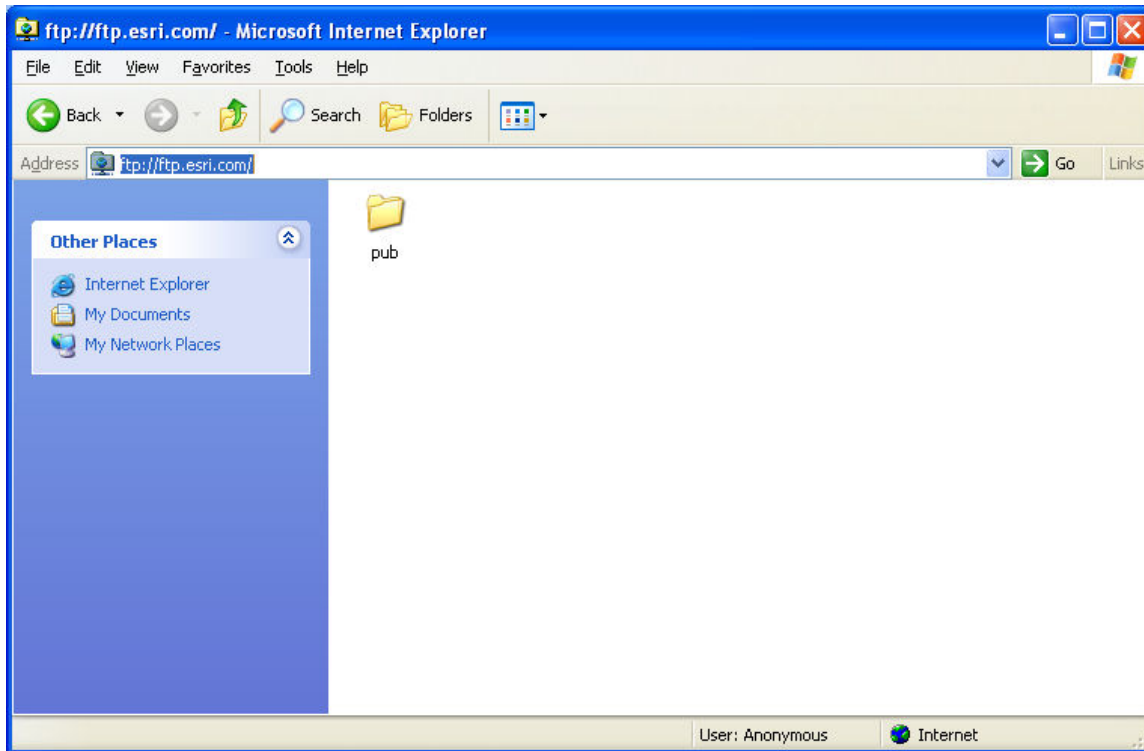 ftp://ftp.esri.com/ - Microsoft Internet Explorer
File Edit View Favorites Tools Help
Back Search Folders
Address ftp://ftp.esri.com/ Go Links
Other Places
Internet Explorer
My Documents
My Network Places
pub
User: Anonymous Internet